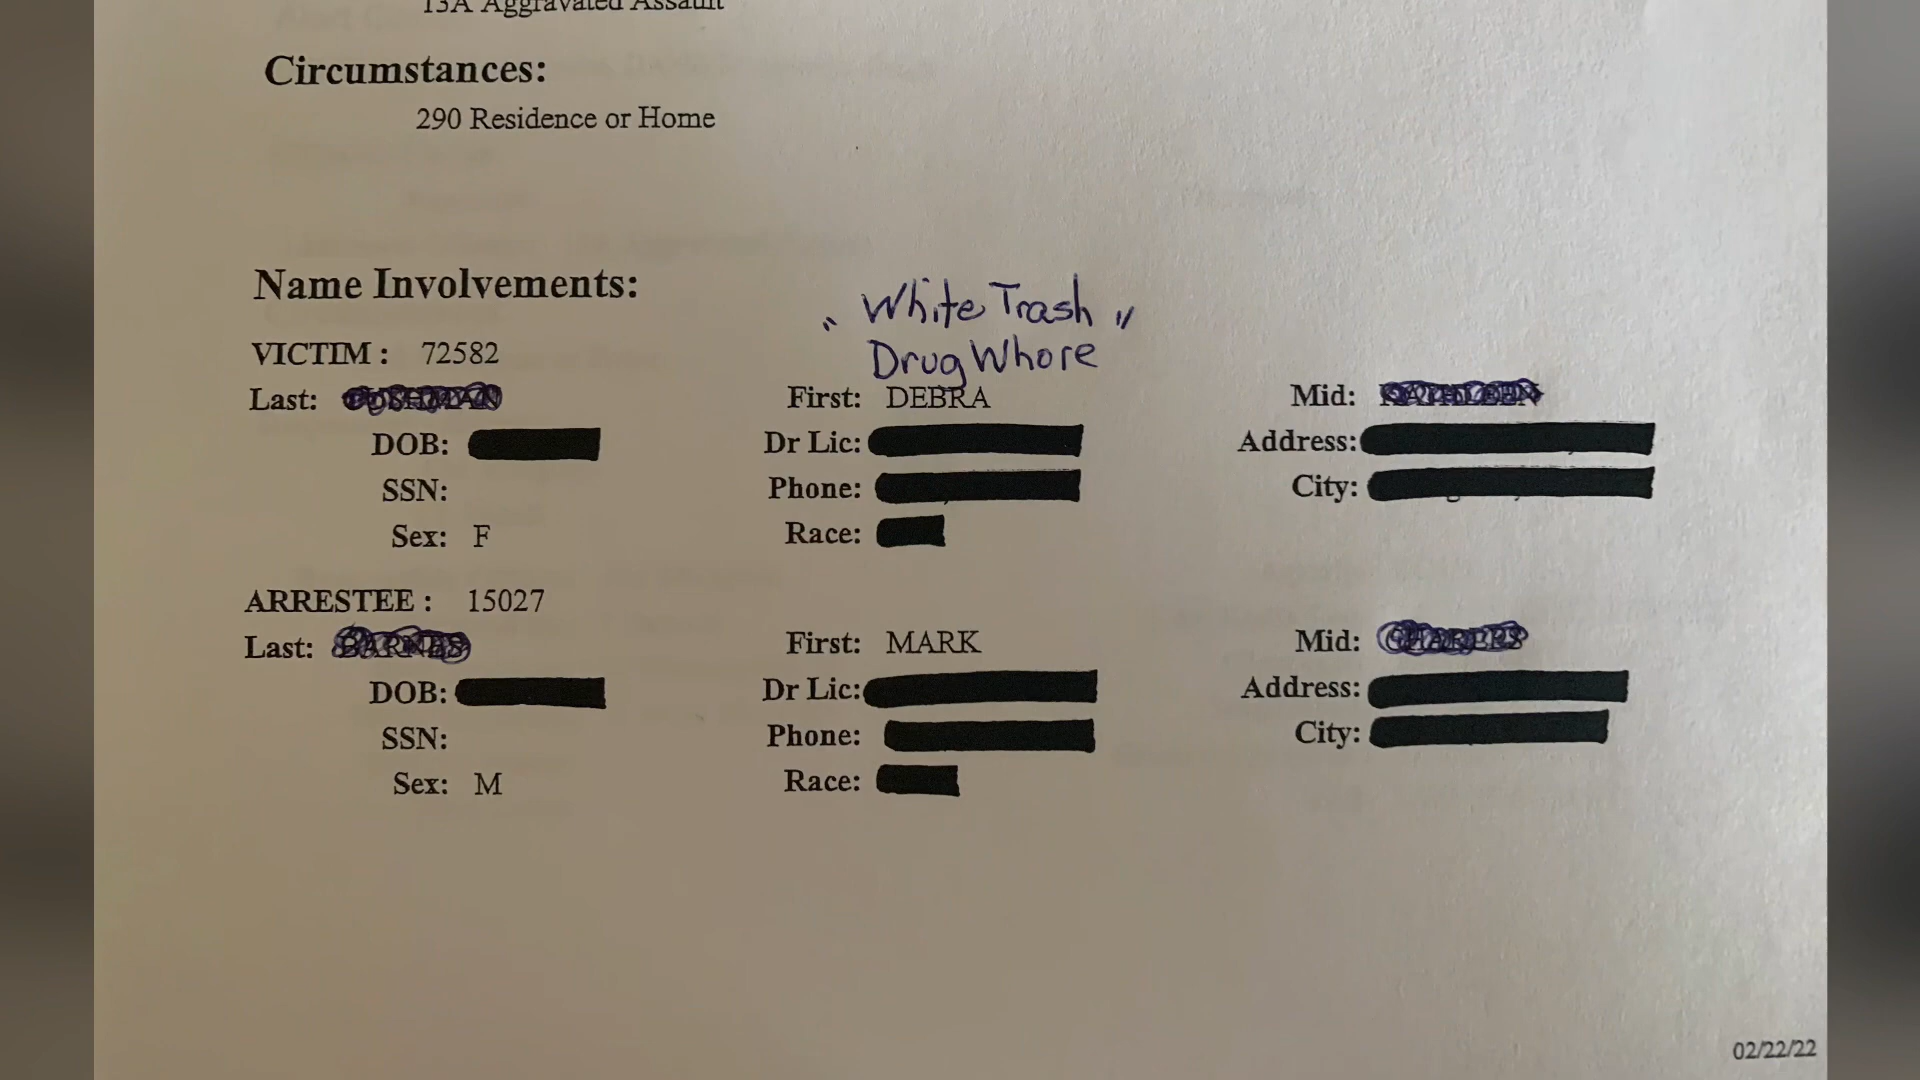 13A Aggravated Assault
Circumstances:
290 Residence or Home
Name Involvements:
"White Trash"
Drug Whore
VICTIM : 72582
Last: First: DEBRA Mid:
DOB: Dr Lic: Address:
SSN: Phone: City:
Sex: F Race:
ARRESTEE : 15027
Last: First: MARK Mid:
DOB: Dr Lic: Address:
SSN: Phone: City:
Sex: M Race:
02/22/22